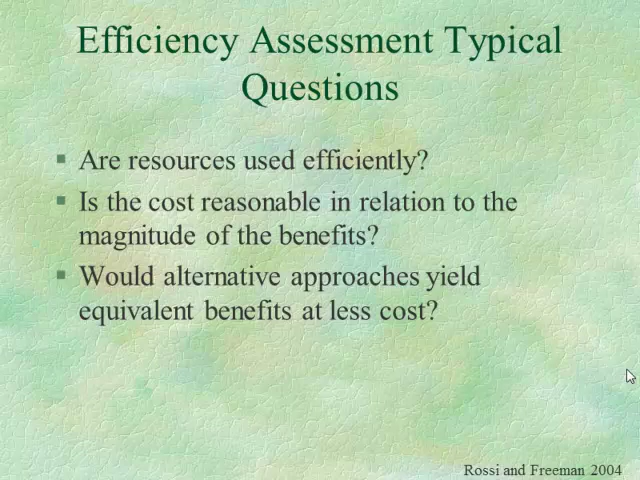 Efficiency Assessment Typical
Questions
▪ Are resources used efficiently?
▪ Is the cost reasonable in relation to the
magnitude of the benefits?
▪ Would alternative approaches yield
equivalent benefits at less cost?
Rossi and Freeman 2004